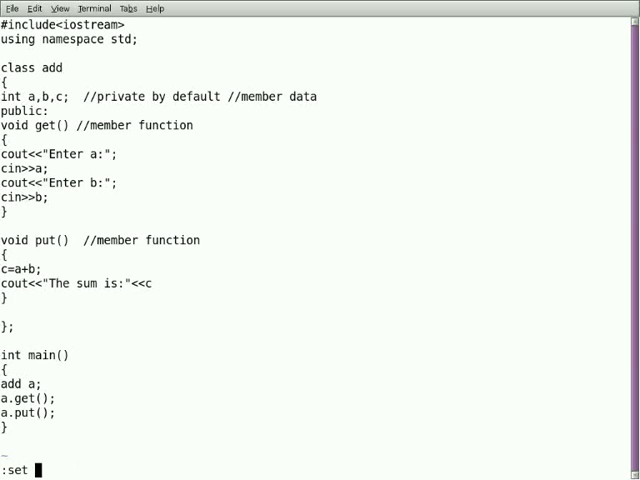 File Edit View Terminal Tabs Help
#include<iostream>
using namespace std;
class add
{
int a,b,c;  //private by default //member data
public:
void get() //member function
{
cout<<"Enter a:";
cin>>a;
cout<<"Enter b:";
cin>>b;
}
void put()  //member function
{
c=a+b;
cout<<"The sum is:"<<c
}
};
int main()
{
add a;
a.get();
a.put();
}
~
:set